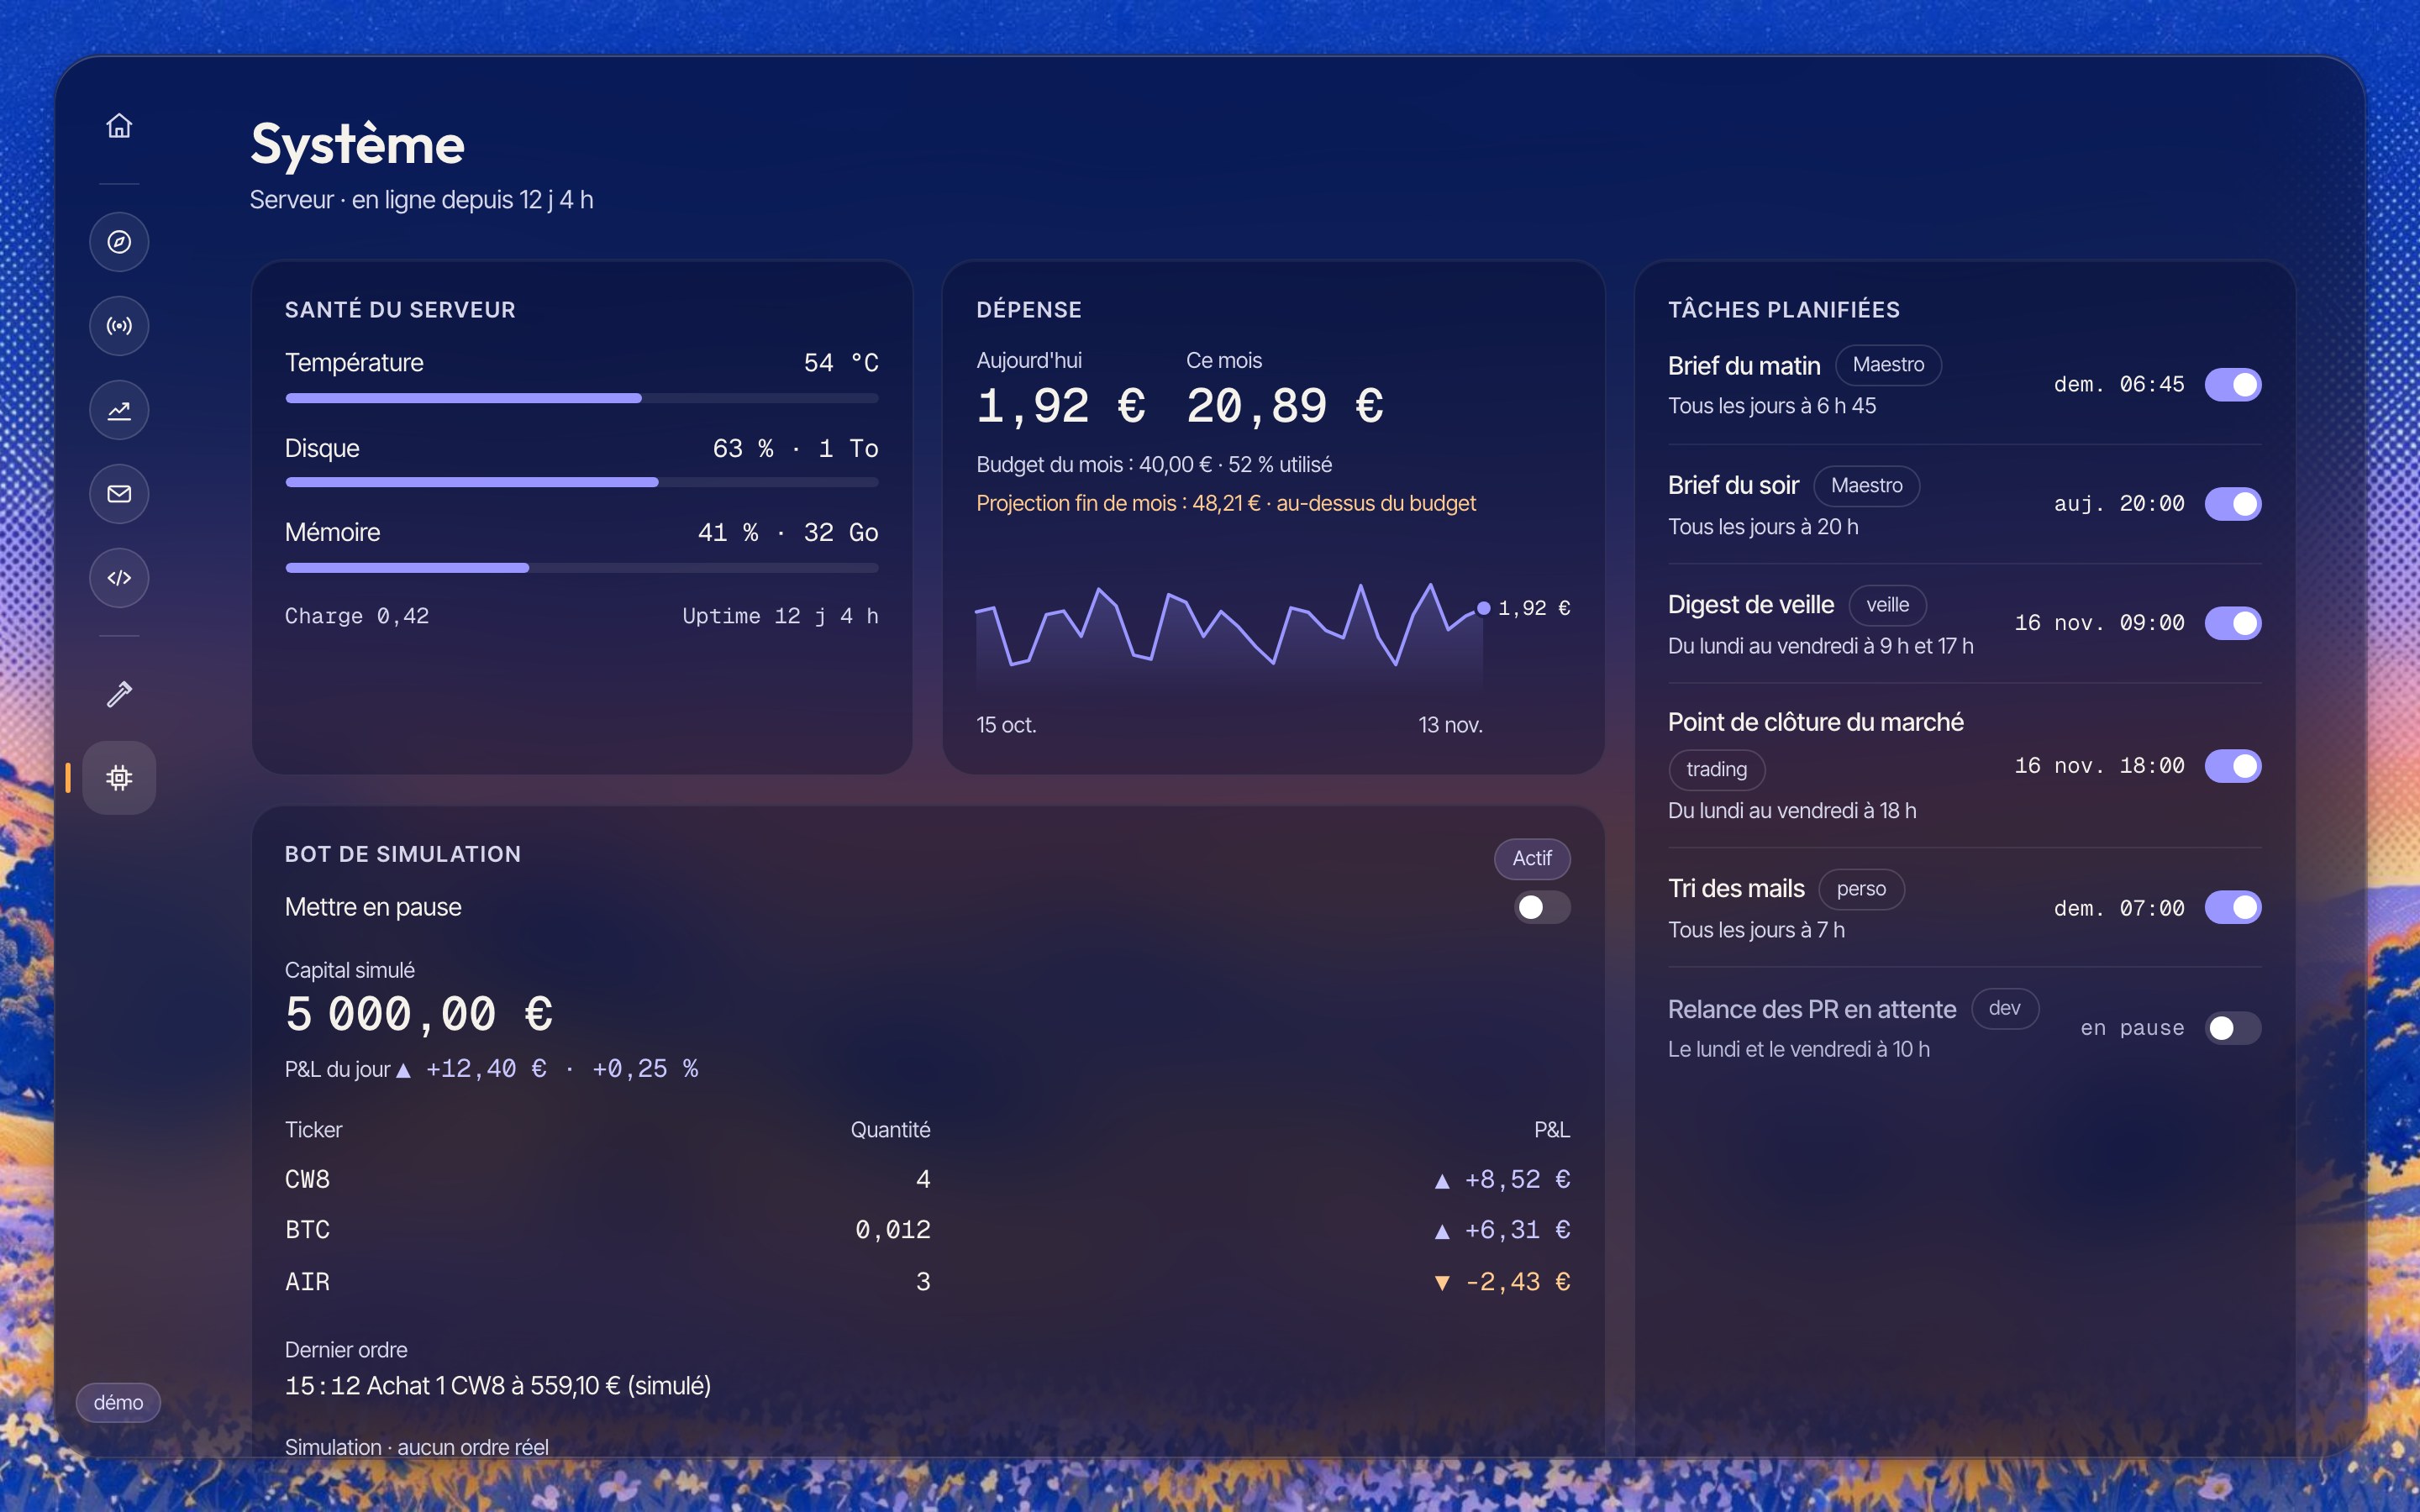 Système
Serveur · en ligne depuis 12 j 4 h
SANTÉ DU SERVEUR
Température 54 °C
Disque 63 % · 1 To
Mémoire 41 % · 32 Go
Charge 0,42 Uptime 12 j 4 h
DÉPENSE
Aujourd'hui Ce mois
1,92 € 20,89 €
Budget du mois : 40,00 € · 52 % utilisé
Projection fin de mois : 48,21 € · au-dessus du budget
1,92 €
15 oct. 13 nov.
TÂCHES PLANIFIÉES
Brief du matin Maestro
Tous les jours à 6 h 45
dem. 06:45
Brief du soir Maestro
Tous les jours à 20 h
auj. 20:00
Digest de veille veille
Du lundi au vendredi à 9 h et 17 h
16 nov. 09:00
Point de clôture du marché
trading
Du lundi au vendredi à 18 h
16 nov. 18:00
Tri des mails perso
Tous les jours à 7 h
dem. 07:00
Relance des PR en attente dev
Le lundi et le vendredi à 10 h
en pause
BOT DE SIMULATION Actif
Mettre en pause
Capital simulé
5 000,00 €
P&L du jour ▲ +12,40 € · +0,25 %
Ticker Quantité P&L
CW8 4 ▲ +8,52 €
BTC 0,012 ▲ +6,31 €
AIR 3 ▼ -2,43 €
Dernier ordre
15:12 Achat 1 CW8 à 559,10 € (simulé)
Simulation · aucun ordre réel
démo